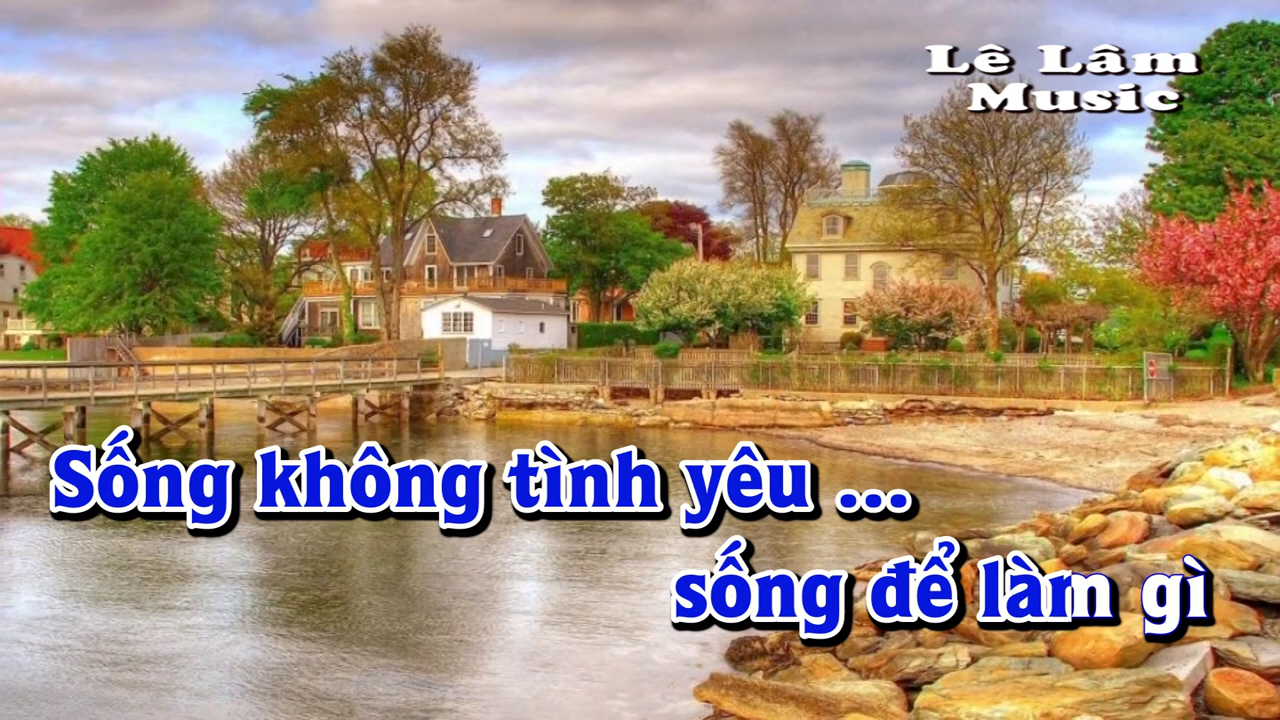 Lê Lâm
Music
Sống không tình yêu ...
sống để làm gì